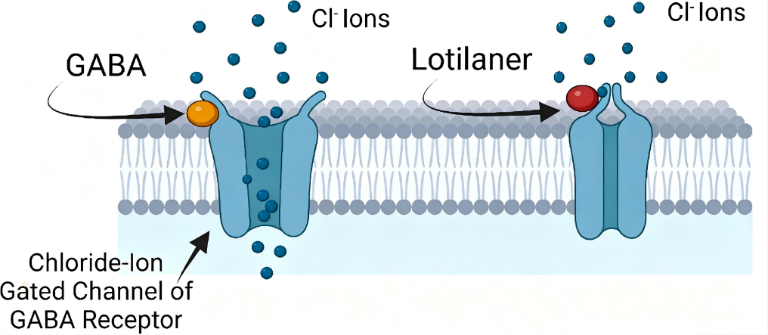 Cl⁻ Ions
Cl⁻ Ions
GABA
Lotilaner
Chloride-Ion
Gated Channel of
GABA Receptor